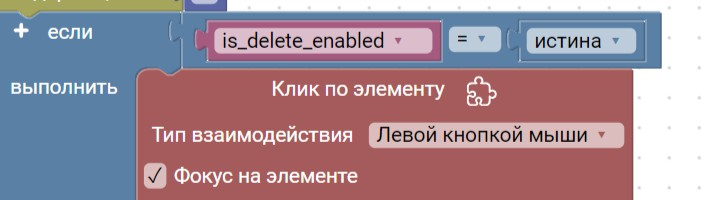 если is_delete_enabled = истина
выполнить
Клик по элементу
Тип взаимодействия Левой кнопкой мыши
Фокус на элементе